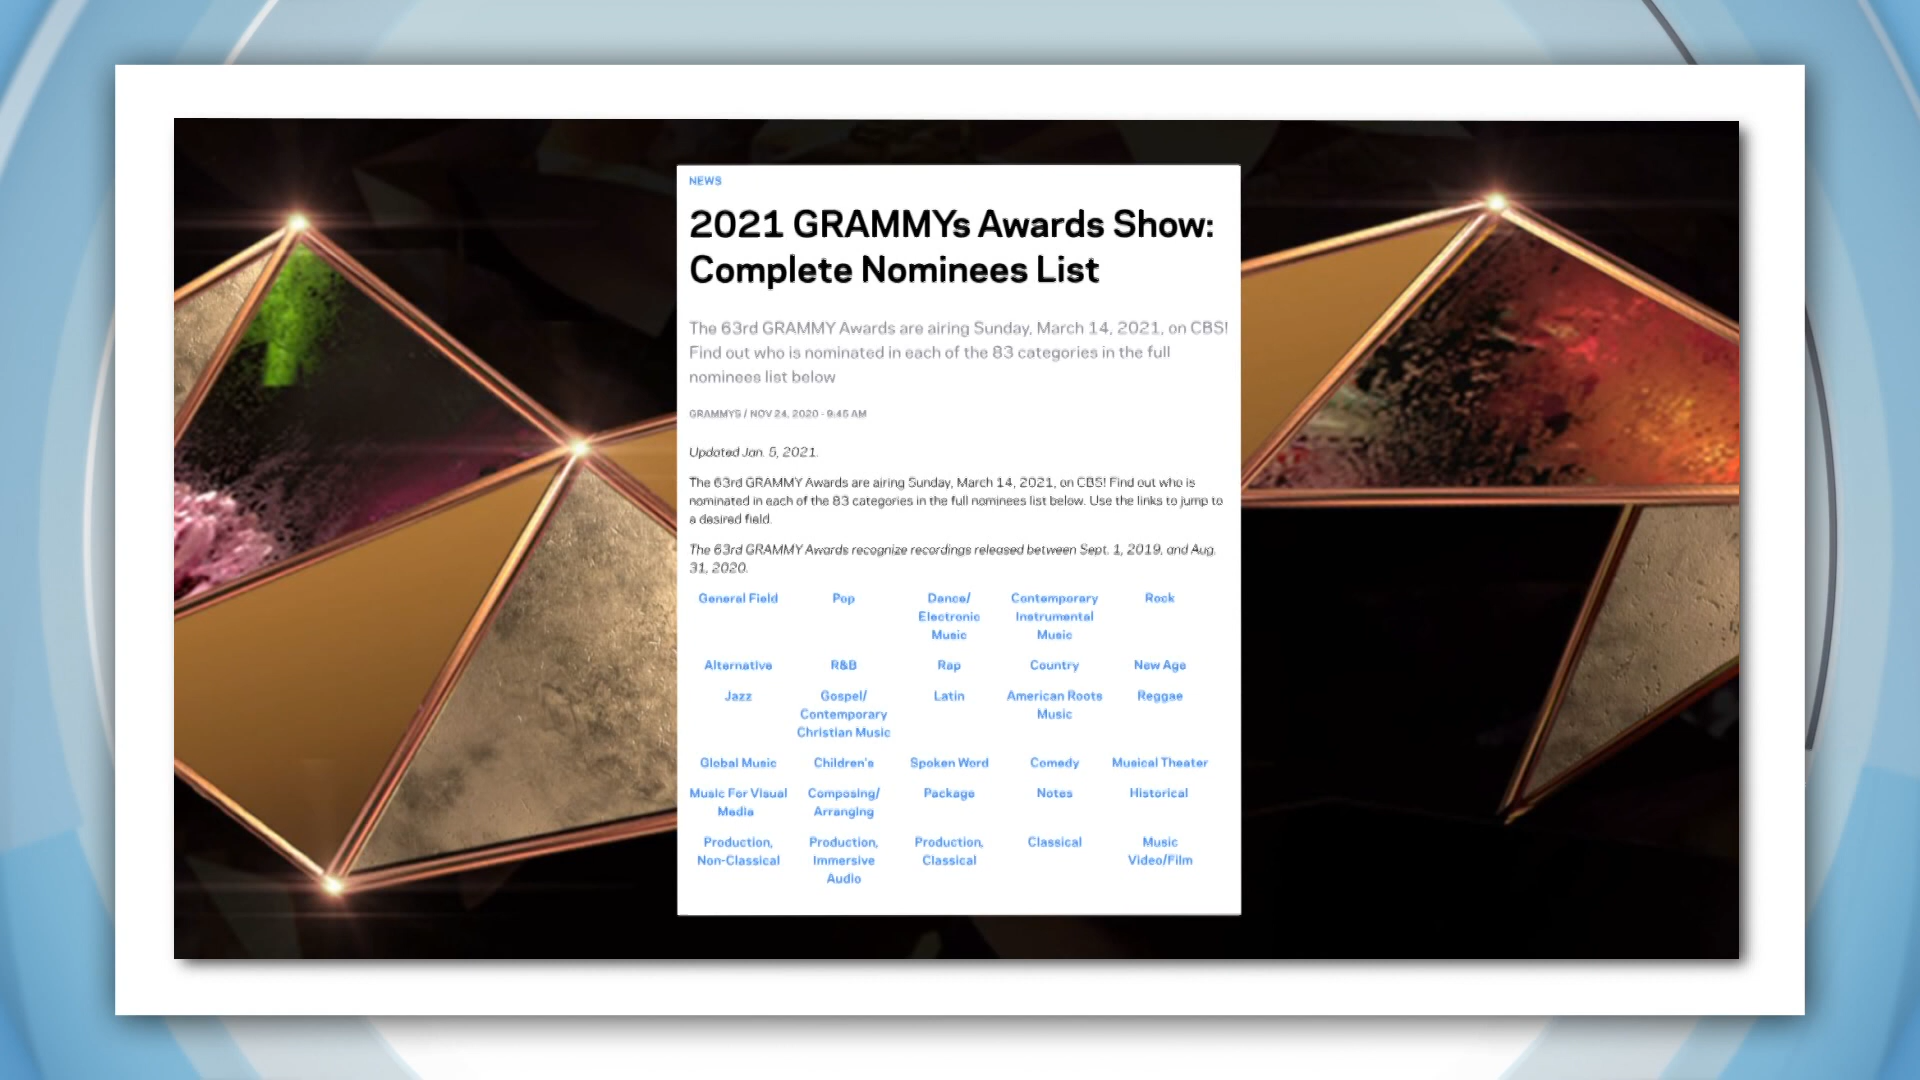 NEWS
2021 GRAMMYs Awards Show:
Complete Nominees List
The 63rd GRAMMY Awards are airing Sunday, March 14, 2021, on CBS!
Find out who is nominated in each of the 83 categories in the full
nominees list below
GRAMMYS / NOV 24, 2020 - 9:45 AM
Updated Jan. 5, 2021.
The 63rd GRAMMY Awards are airing Sunday, March 14, 2021, on CBS! Find out who is
nominated in each of the 83 categories in the full nominees list below. Use the links to jump to
a desired field.
The 63rd GRAMMY Awards recognize recordings released between Sept. 1, 2019, and Aug.
31, 2020.
General Field Pop Dance/ Contemporary Rock
Electronic Instrumental
Music Music
Alternative R&B Rap Country New Age
Jazz Gospel/ Latin American Roots Reggae
Contemporary Music
Christian Music
Global Music Children's Spoken Word Comedy Musical Theater
Music For Visual Composing/ Package Notes Historical
Media Arranging
Production, Production, Production, Classical Music
Non-Classical Immersive Classical Video/Film
Audio